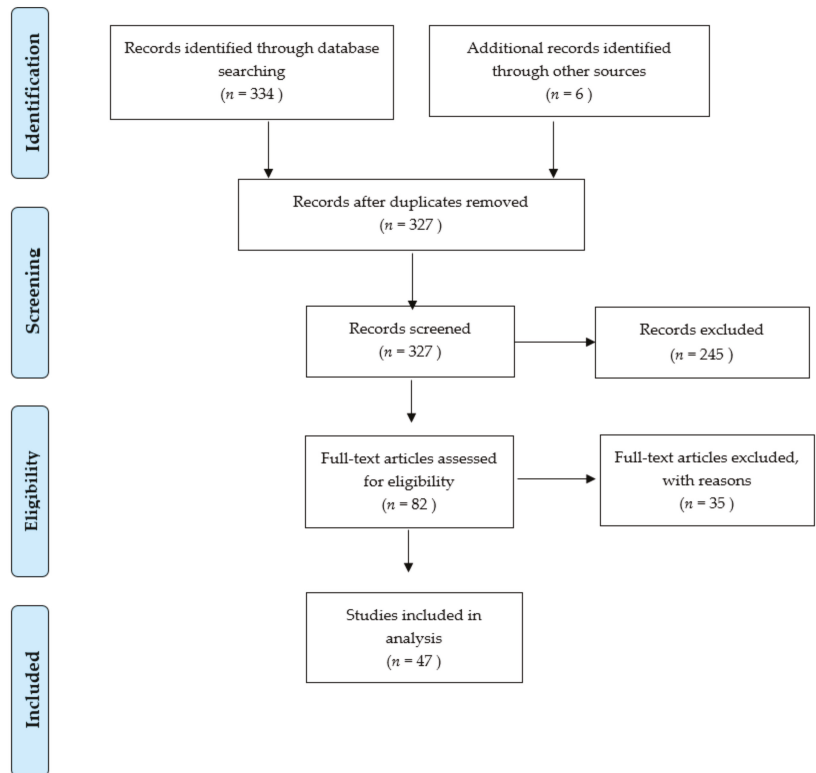 Identification
Records identified through database
searching
(n = 334 )
Additional records identified
through other sources
(n = 6 )
Records after duplicates removed
(n = 327 )
Screening
Records screened
(n = 327 )
Records excluded
(n = 245 )
Eligibility
Full-text articles assessed
for eligibility
(n = 82 )
Full-text articles excluded,
with reasons
(n = 35 )
Included
Studies included in
analysis
(n = 47 )